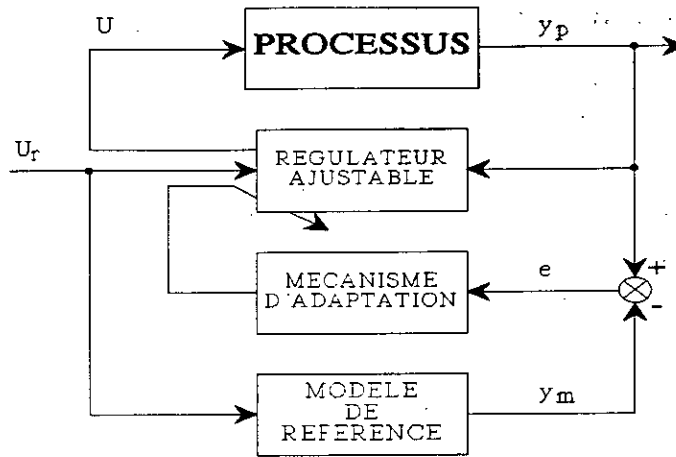 U
PROCESSUS
yp
Ur
REGULATEUR
AJUSTABLE
MECANISME
D'ADAPTATION
e
+
-
MODELE
DE
REFERENCE
ym